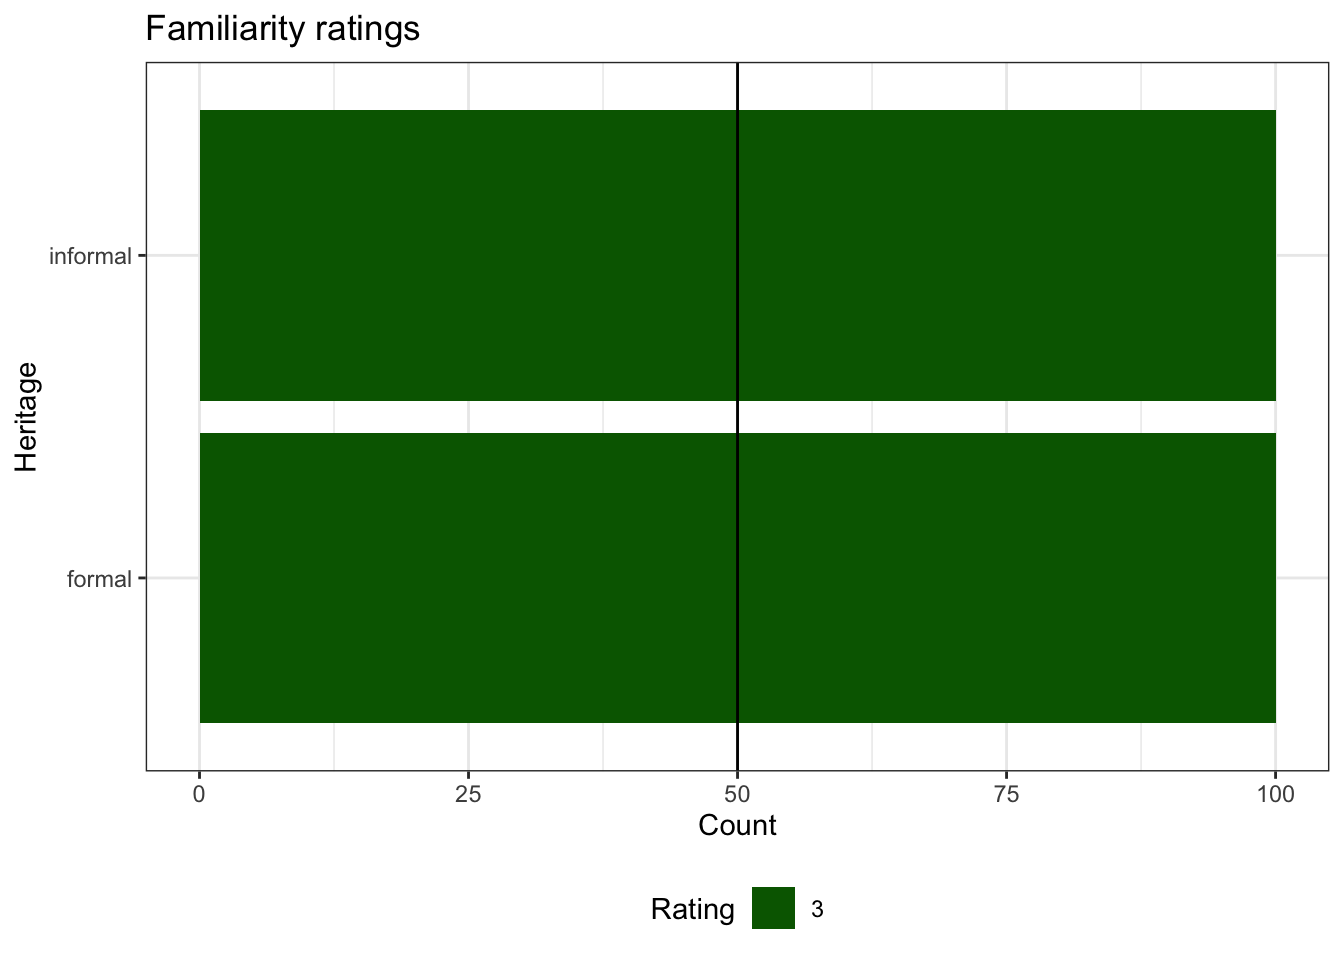 Familiarity ratings
Heritage
informal
formal
0 25 50 75 100
Count
Rating 3